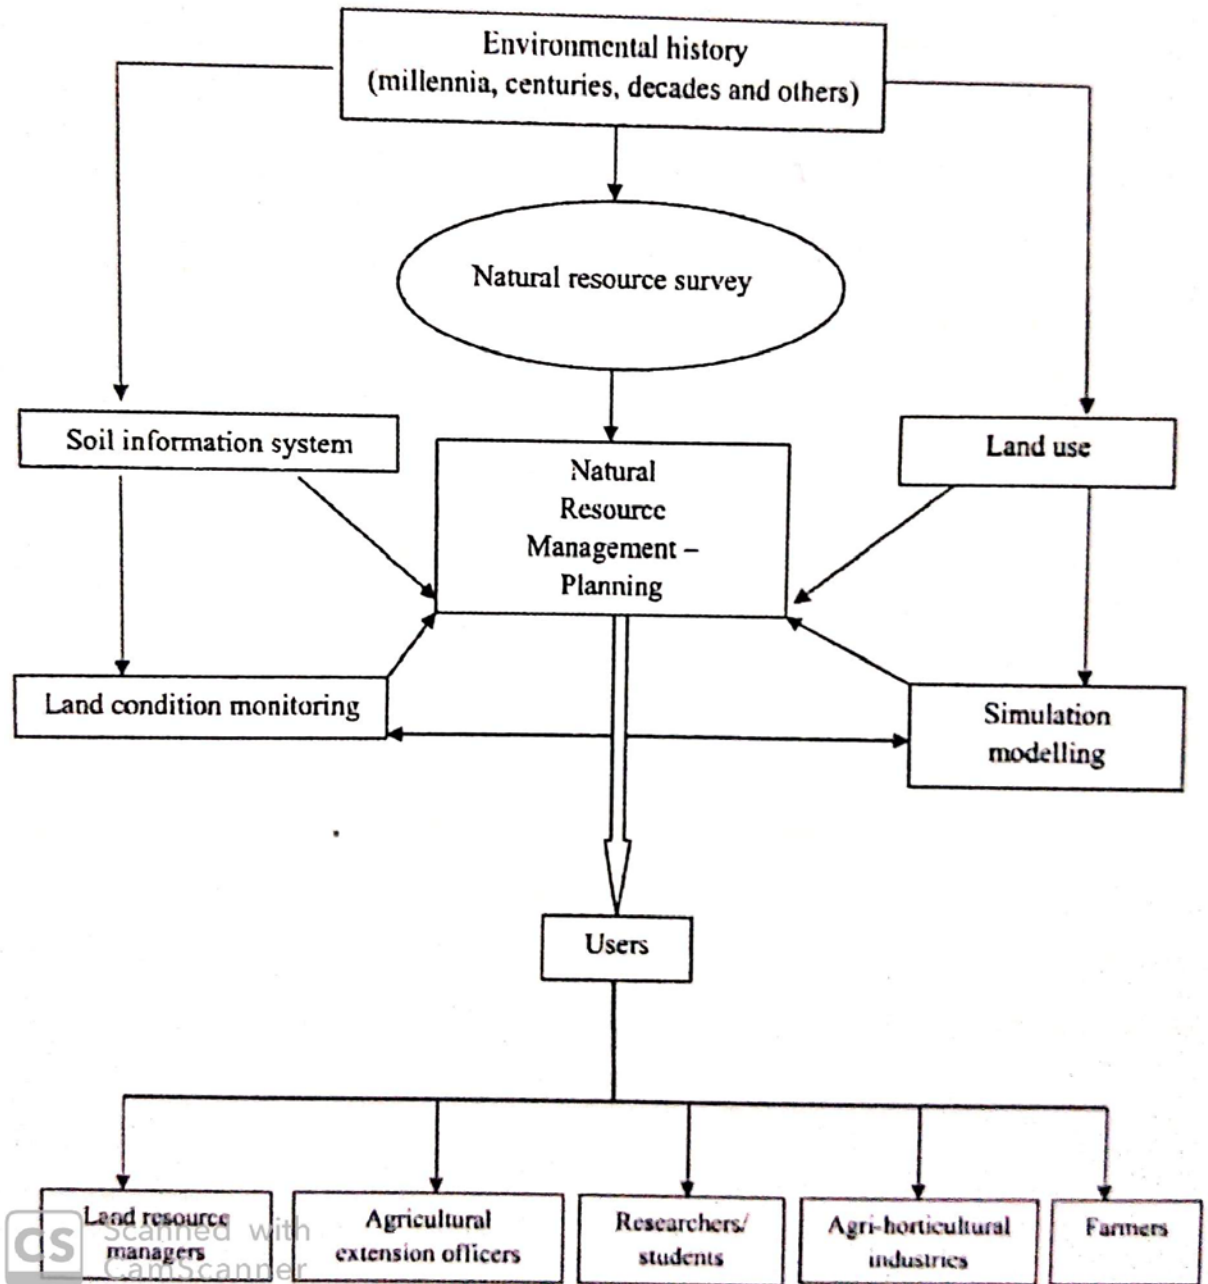 Environmental history
(millennia, centuries, decades and others)
Natural resource survey
Soil information system
Land use
Natural
Resource
Management –
Planning
Land condition monitoring
Simulation
modelling
Users
Land resource
managers
Agricultural
extension officers
Researchers/
students
Agri-horticultural
industries
Farmers
CS Scanned with
CamScanner